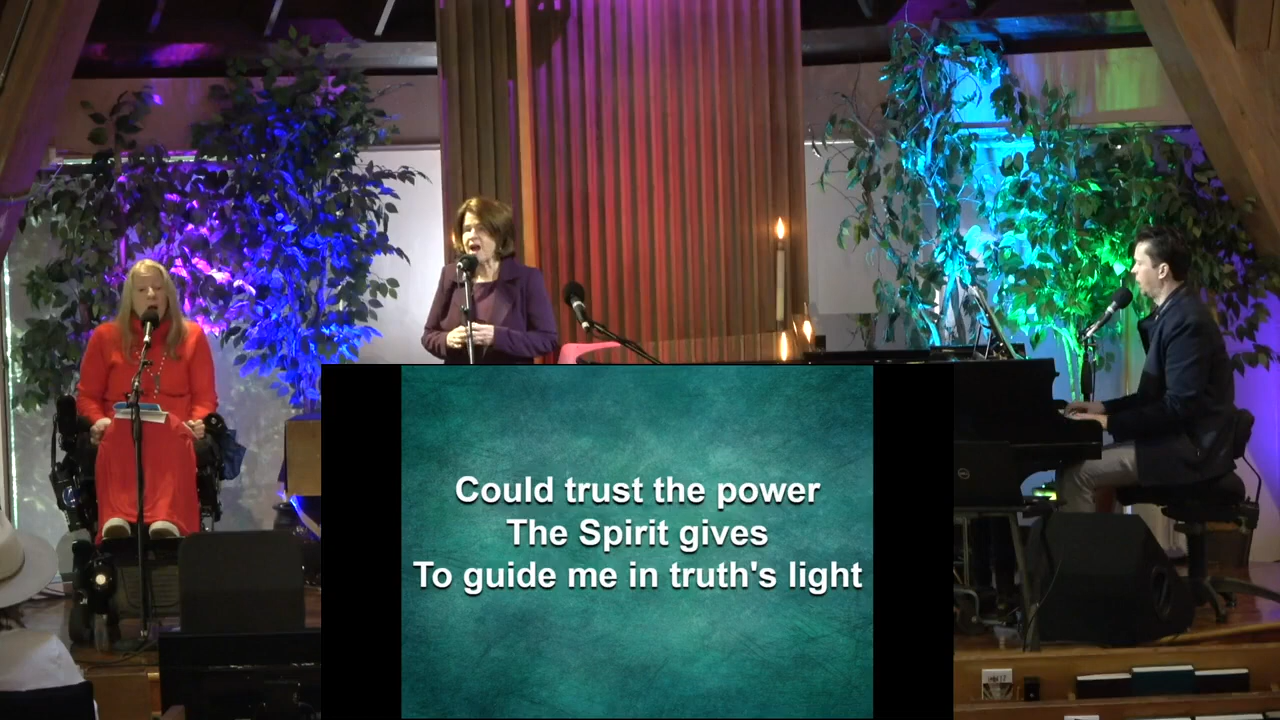 Could trust the power
The Spirit gives
To guide me in truth's light